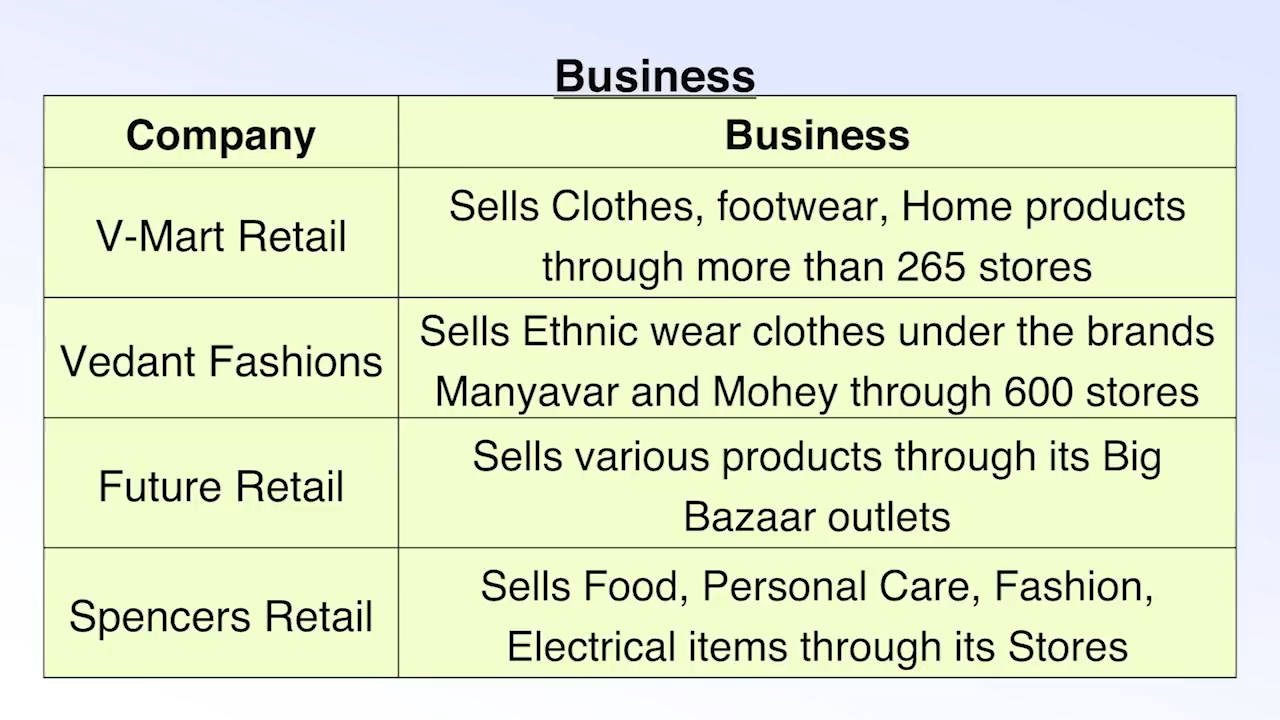 Business
Company
Business
V-Mart Retail
Sells Clothes, footwear, Home products
through more than 265 stores
Vedant Fashions
Sells Ethnic wear clothes under the brands
Manyavar and Mohey through 600 stores
Future Retail
Sells various products through its Big
Bazaar outlets
Spencers Retail
Sells Food, Personal Care, Fashion,
Electrical items through its Stores